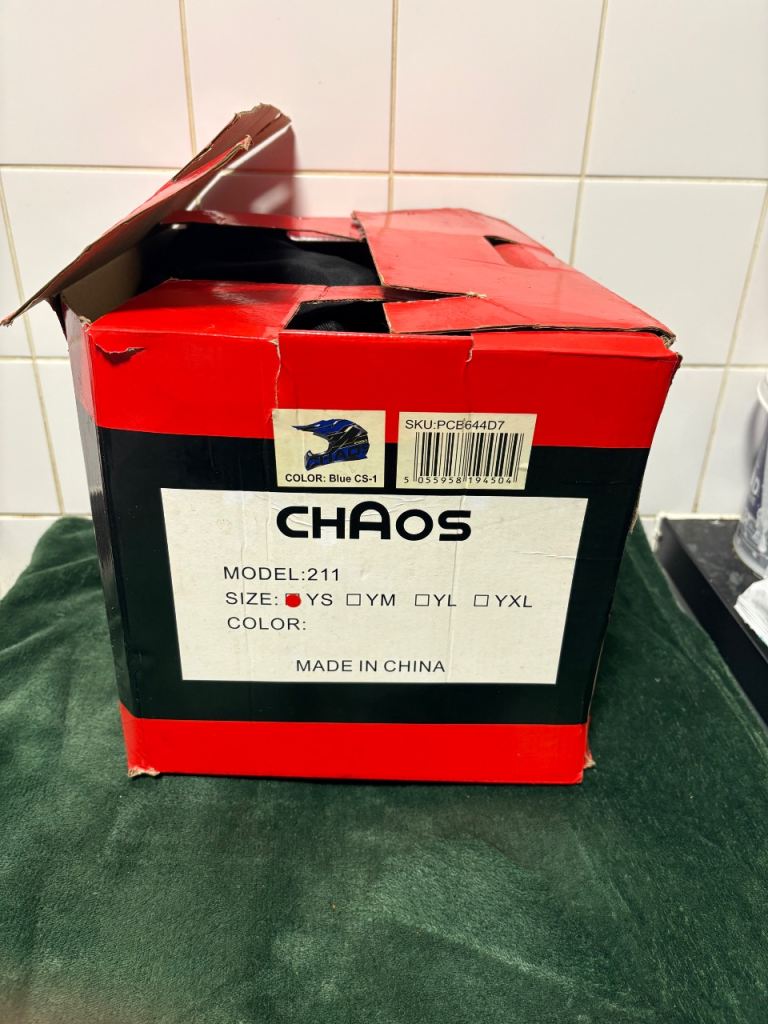 COLOR: Blue CS-1
SKU:PCB644D7
5 055958 194504
CHAOS
MODEL:211
SIZE: YS YM YL YXL
COLOR:
MADE IN CHINA